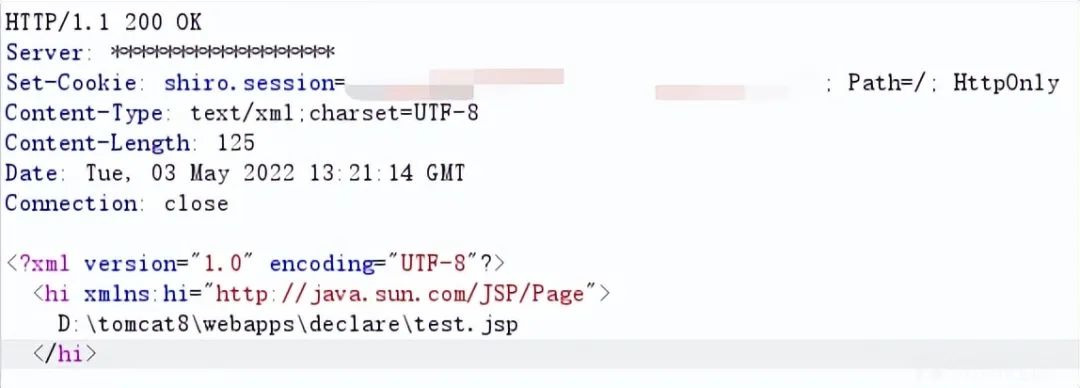 HTTP/1.1 200 OK
Server: ********************
Set-Cookie: shiro.session= ; Path=/; HttpOnly
Content-Type: text/xml;charset=UTF-8
Content-Length: 125
Date: Tue, 03 May 2022 13:21:14 GMT
Connection: close
<?xml version="1.0" encoding="UTF-8"?>
<hi xmlns:hi="http://java.sun.com/JSP/Page">
D:\tomcat8\webapps\declare\test.jsp
</hi>